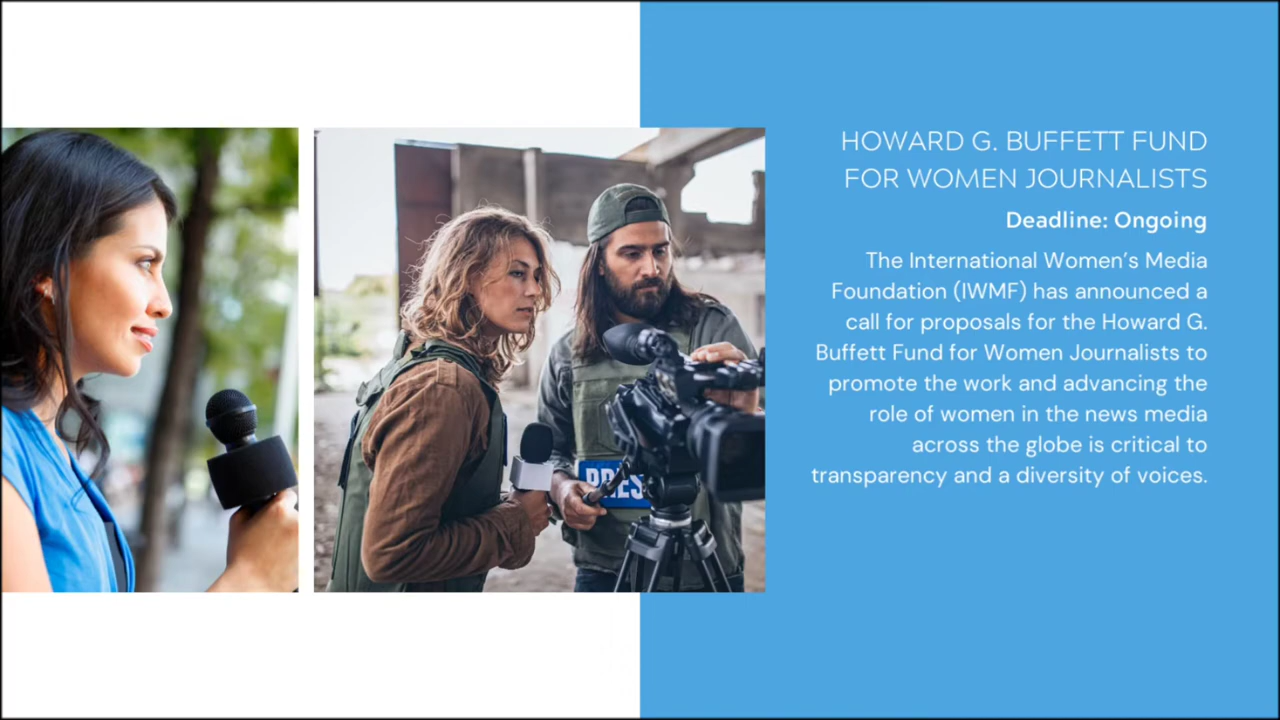 HOWARD G. BUFFETT FUND
FOR WOMEN JOURNALISTS
Deadline: Ongoing
The International Women's Media
Foundation (IWMF) has announced a
call for proposals for the Howard G.
Buffett Fund for Women Journalists to
promote the work and advancing the
role of women in the news media
across the globe is critical to
transparency and a diversity of voices.
PRESS